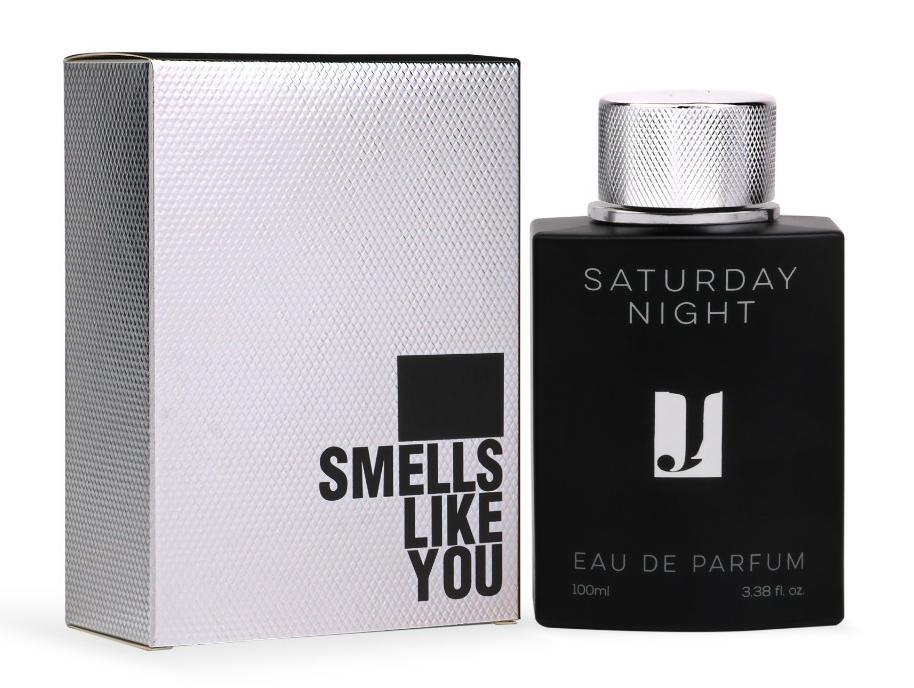 SMELLS
LIKE
YOU
SATURDAY
NIGHT
J
EAU DE PARFUM
100ml 3.38 fl. oz.